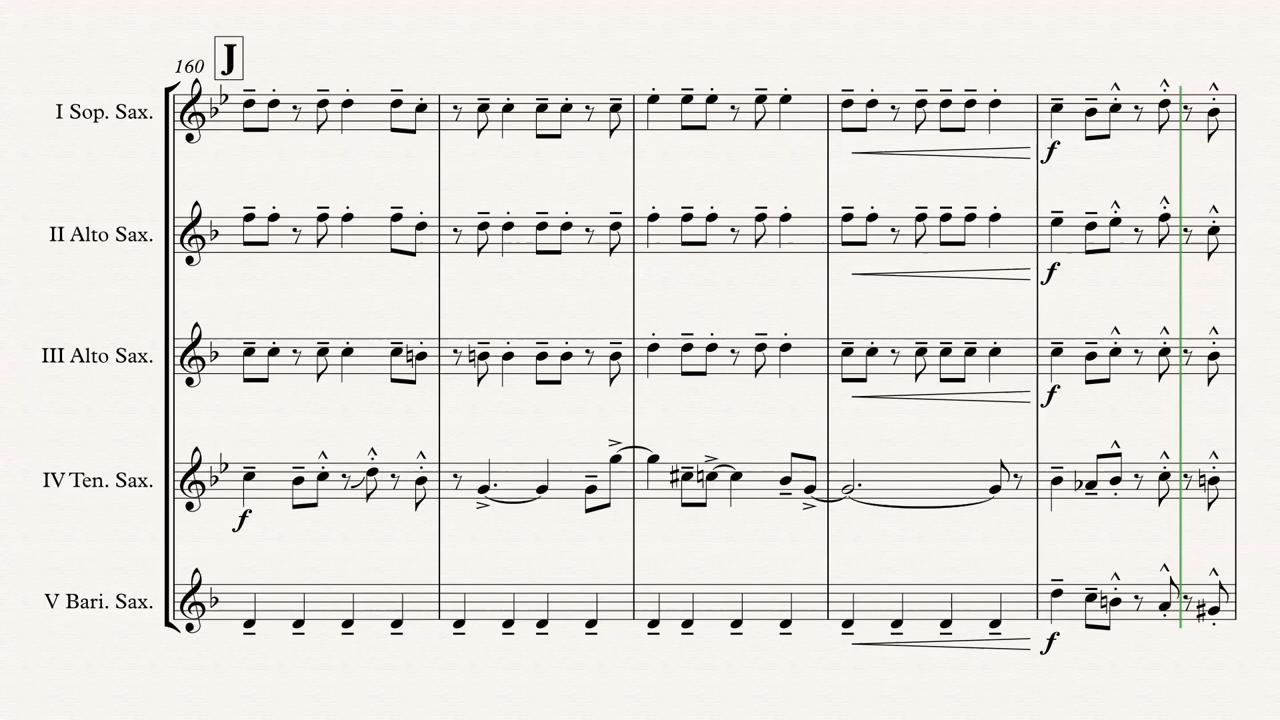 J
160
I Sop. Sax.
f
II Alto Sax.
f
III Alto Sax.
f
IV Ten. Sax.
f
V Bari. Sax.
f